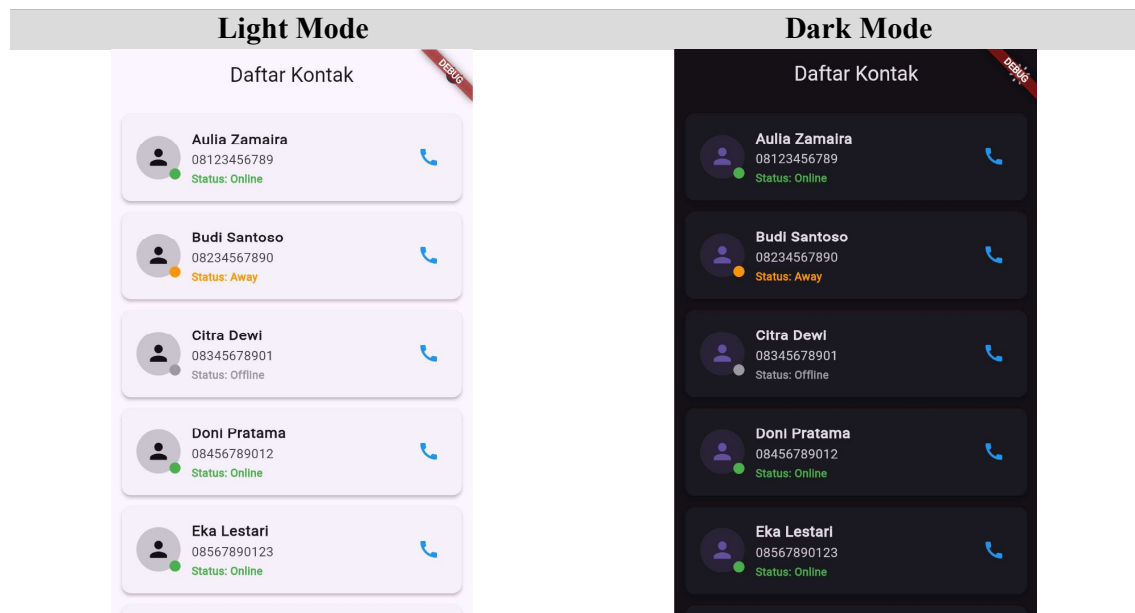 Light Mode
Dark Mode
DEBUG
Daftar Kontak
Aulia Zamaira
08123456789
Status: Online
Budi Santoso
08234567890
Status: Away
Citra Dewi
08345678901
Status: Offline
Doni Pratama
08456789012
Status: Online
Eka Lestari
08567890123
Status: Online
DEBUG
Daftar Kontak
Aulia Zamaira
08123456789
Status: Online
Budi Santoso
08234567890
Status: Away
Citra Dewi
08345678901
Status: Offline
Doni Pratama
08456789012
Status: Online
Eka Lestari
08567890123
Status: Online